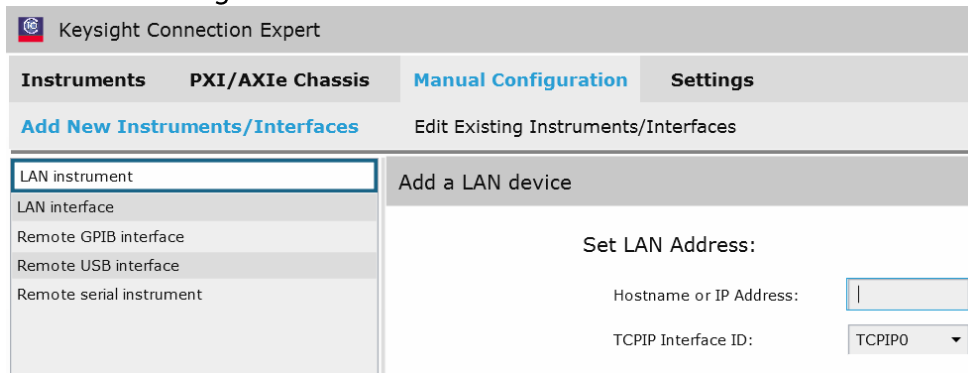 Keysight Connection Expert
Instruments PXI/AXIe Chassis Manual Configuration Settings
Add New Instruments/Interfaces Edit Existing Instruments/Interfaces
LAN instrument
LAN interface
Remote GPIB interface
Remote USB interface
Remote serial instrument
Add a LAN device
Set LAN Address:
Hostname or IP Address:
TCPIP Interface ID: TCPIP0